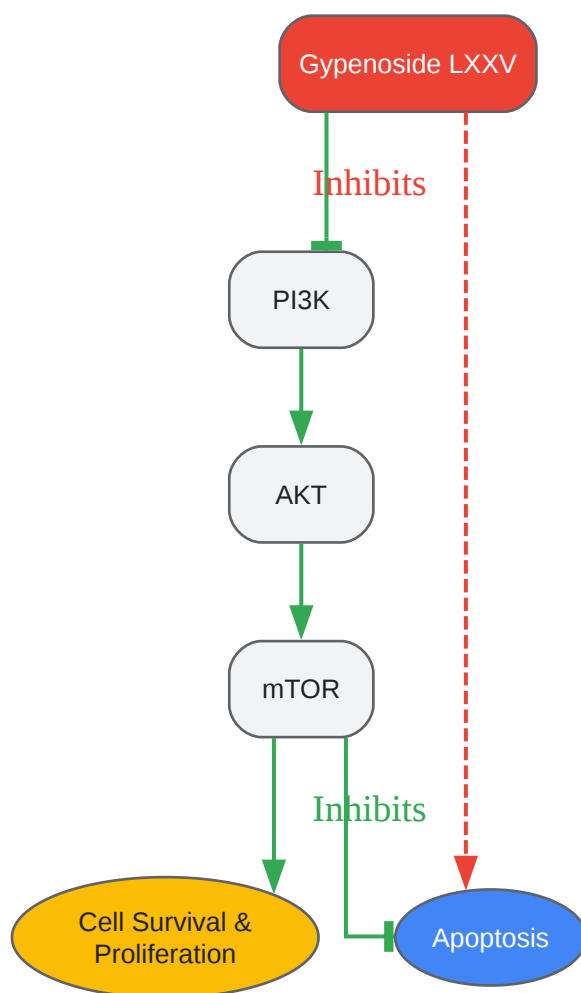 Gypenoside LXXV
Inhibits
PI3K
AKT
mTOR
Inhibits
Cell Survival &
Proliferation
Apoptosis